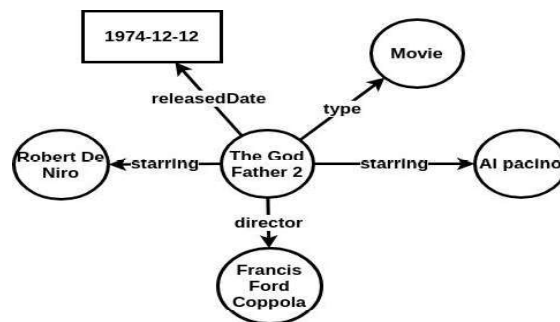 1974-12-12
Movie
releasedDate
type
Robert De
Niro
starring
The God
Father 2
starring
Al pacino
director
Francis
Ford
Coppola